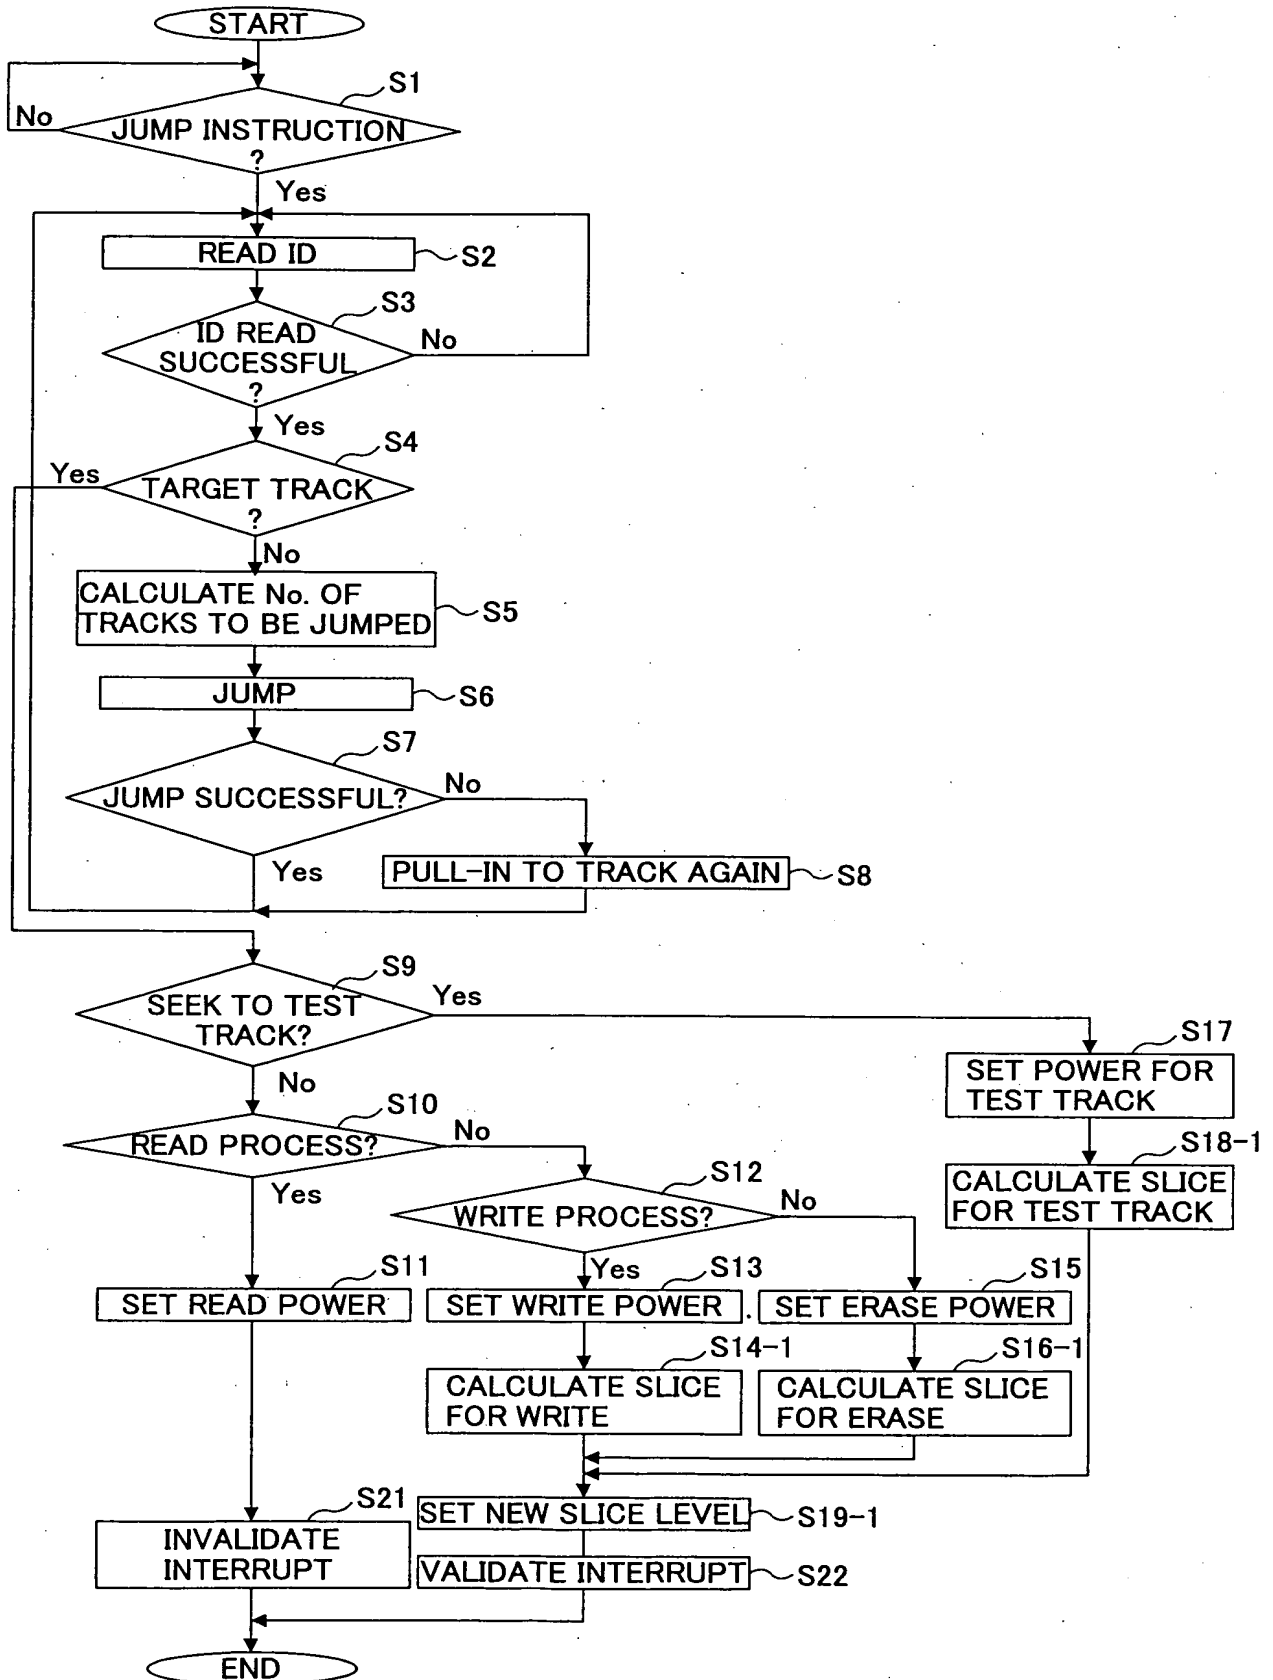 START
S1
No
JUMP INSTRUCTION
?
Yes
READ ID
S2
S3
ID READ
SUCCESSFUL
?
No
Yes
S4
Yes
TARGET TRACK
?
No
CALCULATE No. OF
TRACKS TO BE JUMPED
S5
JUMP
S6
S7
JUMP SUCCESSFUL?
No
Yes
PULL-IN TO TRACK AGAIN
S8
S9
SEEK TO TEST
TRACK?
Yes
No
S17
SET POWER FOR
TEST TRACK
S10
READ PROCESS?
No
Yes
S18-1
CALCULATE SLICE
FOR TEST TRACK
S12
WRITE PROCESS?
No
Yes
S11
SET READ POWER
S13
SET WRITE POWER
S15
SET ERASE POWER
S14-1
CALCULATE SLICE
FOR WRITE
S16-1
CALCULATE SLICE
FOR ERASE
S21
INVALIDATE
INTERRUPT
SET NEW SLICE LEVEL
S19-1
VALIDATE INTERRUPT
S22
END